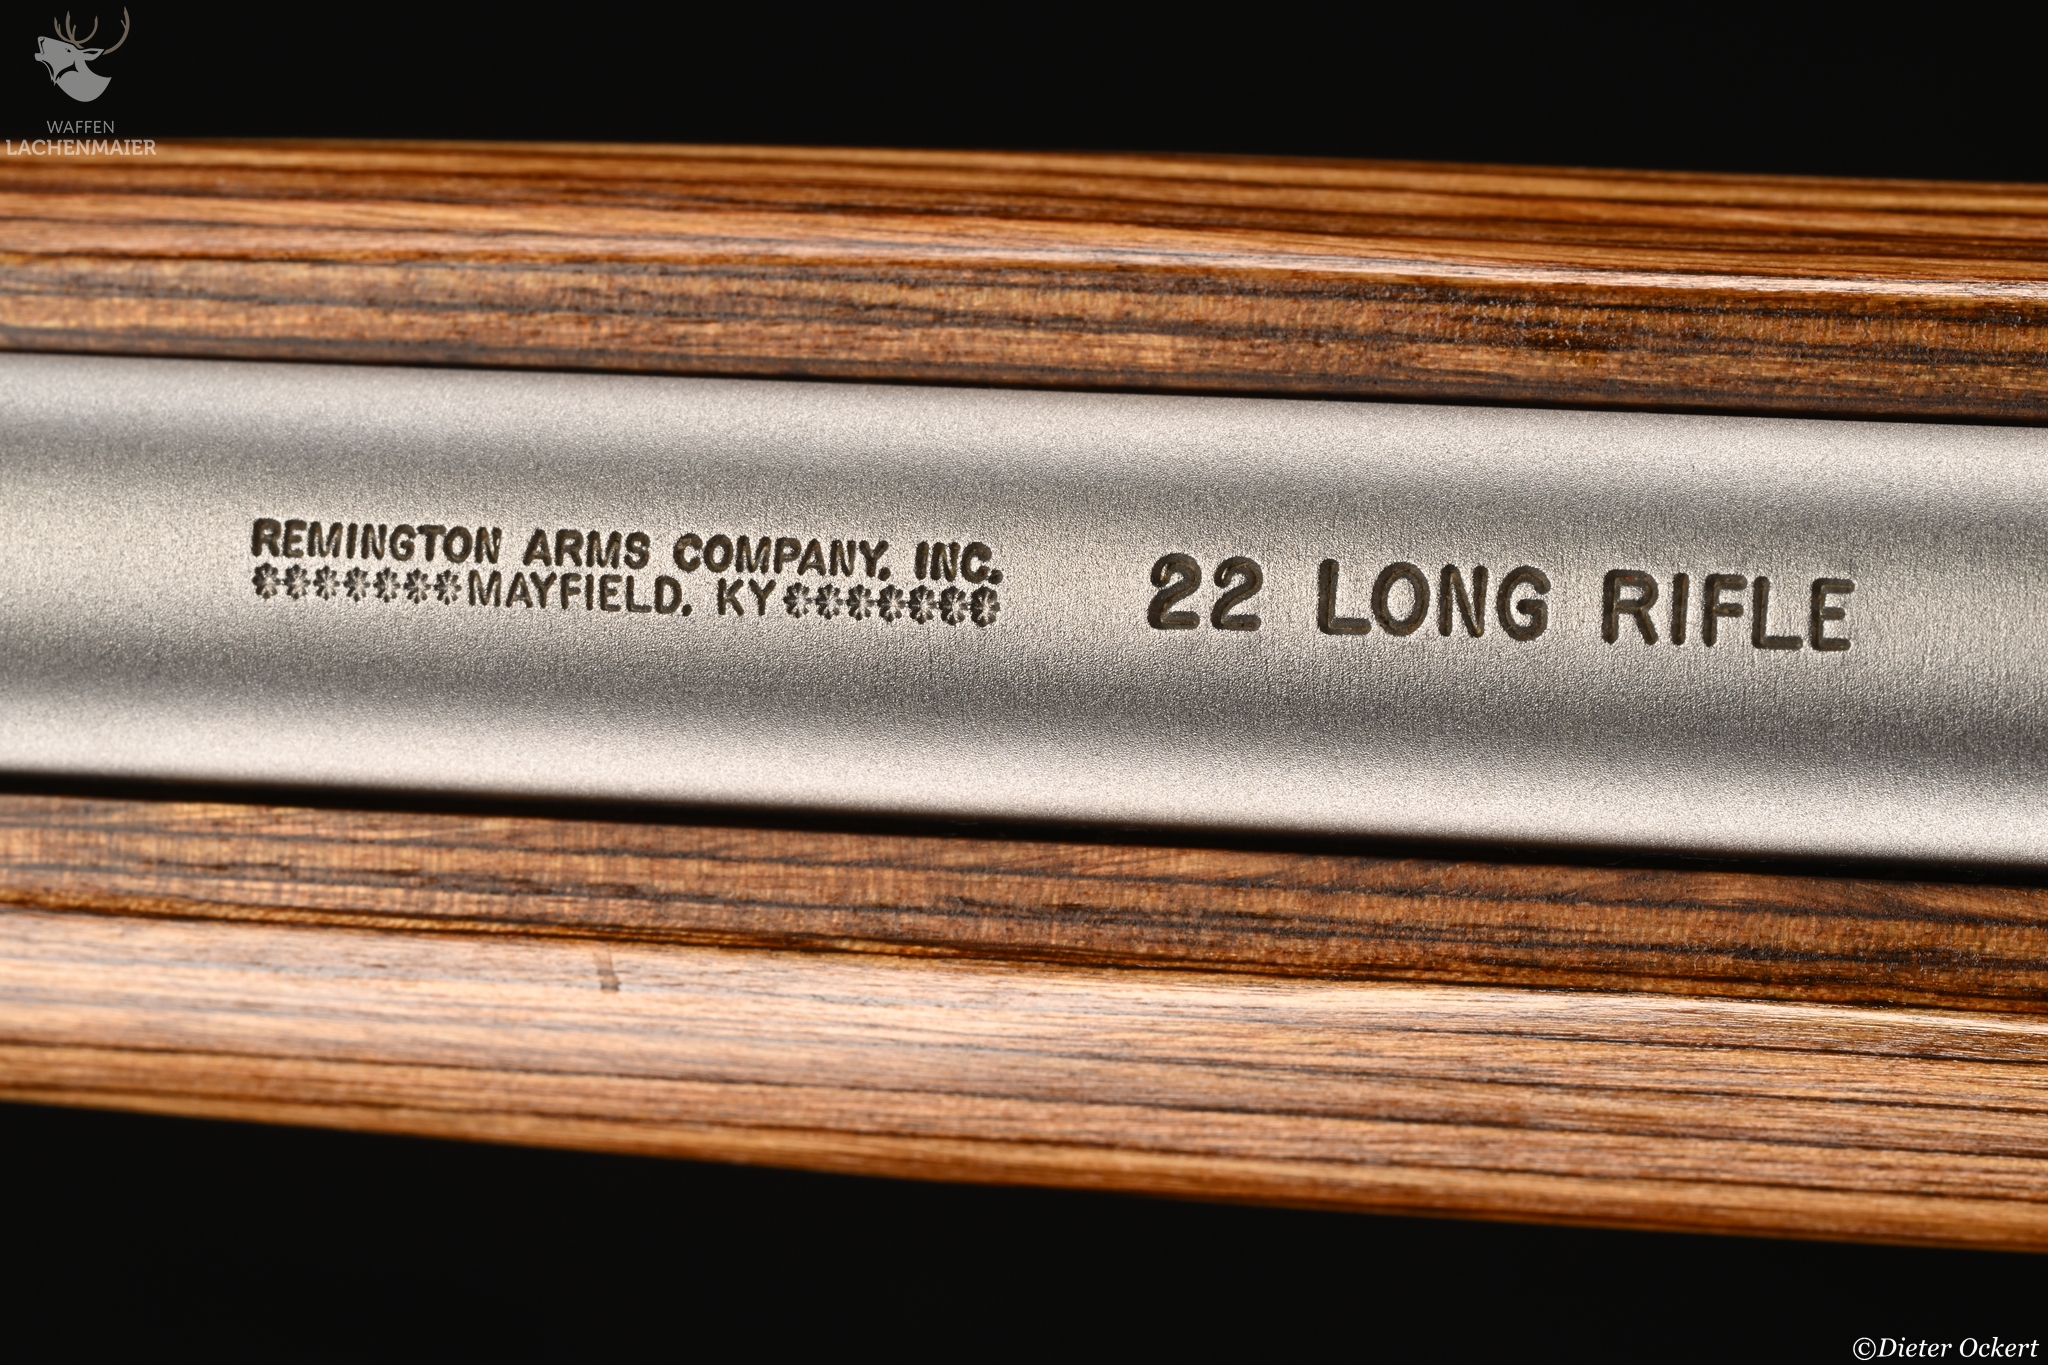 WAFFEN
LACHENMAIER
REMINGTON ARMS COMPANY, INC.
*******MAYFIELD, KY*******
22 LONG RIFLE
©Dieter Ockert